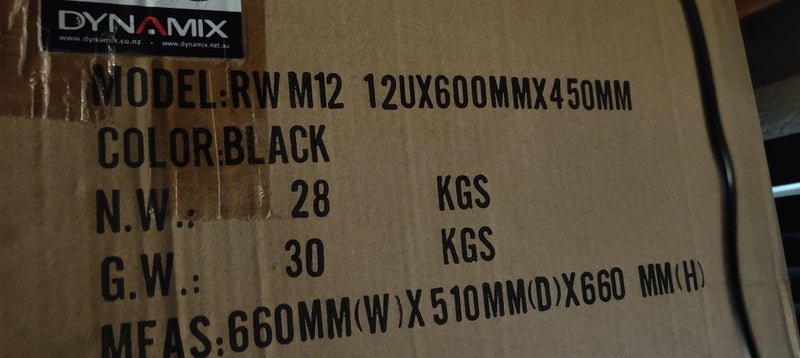 DYNAMIX
www.dynamix.co.nz • www.dynamix.net.au
MODEL:RWM12 12UX600MMX450MM
COLOR:BLACK
N.W.: 28 KGS
G.W.: 30 KGS
MEAS:660MM(W)X510MM(D)X660 MM(H)